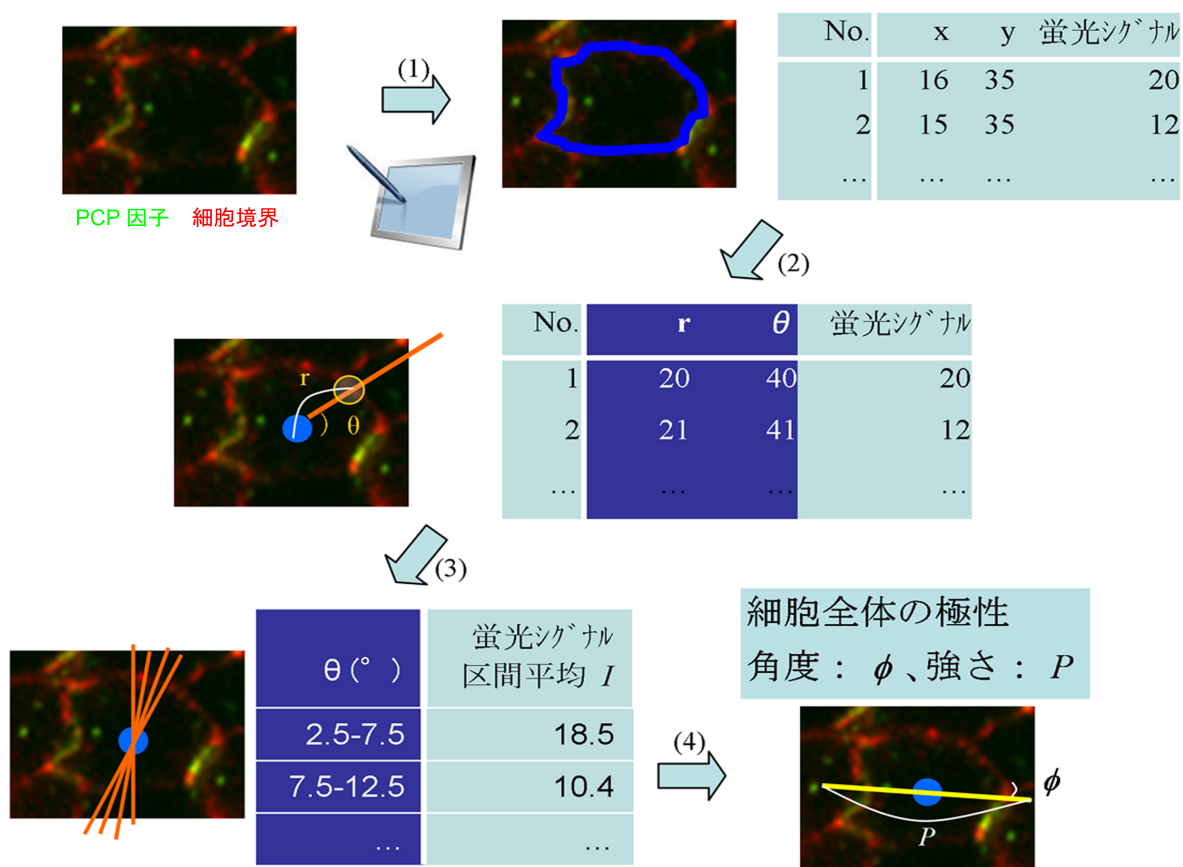 (1)
No. x y 蛍光ｼｸﾞﾅﾙ
1 16 35 20
2 15 35 12
… … … …
PCP 因子 細胞境界
(2)
No. r θ 蛍光ｼｸﾞﾅﾙ
1 20 40 20
2 21 41 12
… … … …
r
θ
(3)
θ(°) 蛍光ｼｸﾞﾅﾙ
区間平均 I
2.5-7.5 18.5
7.5-12.5 10.4
… …
(4)
細胞全体の極性
角度： ϕ、強さ： P
ϕ
P